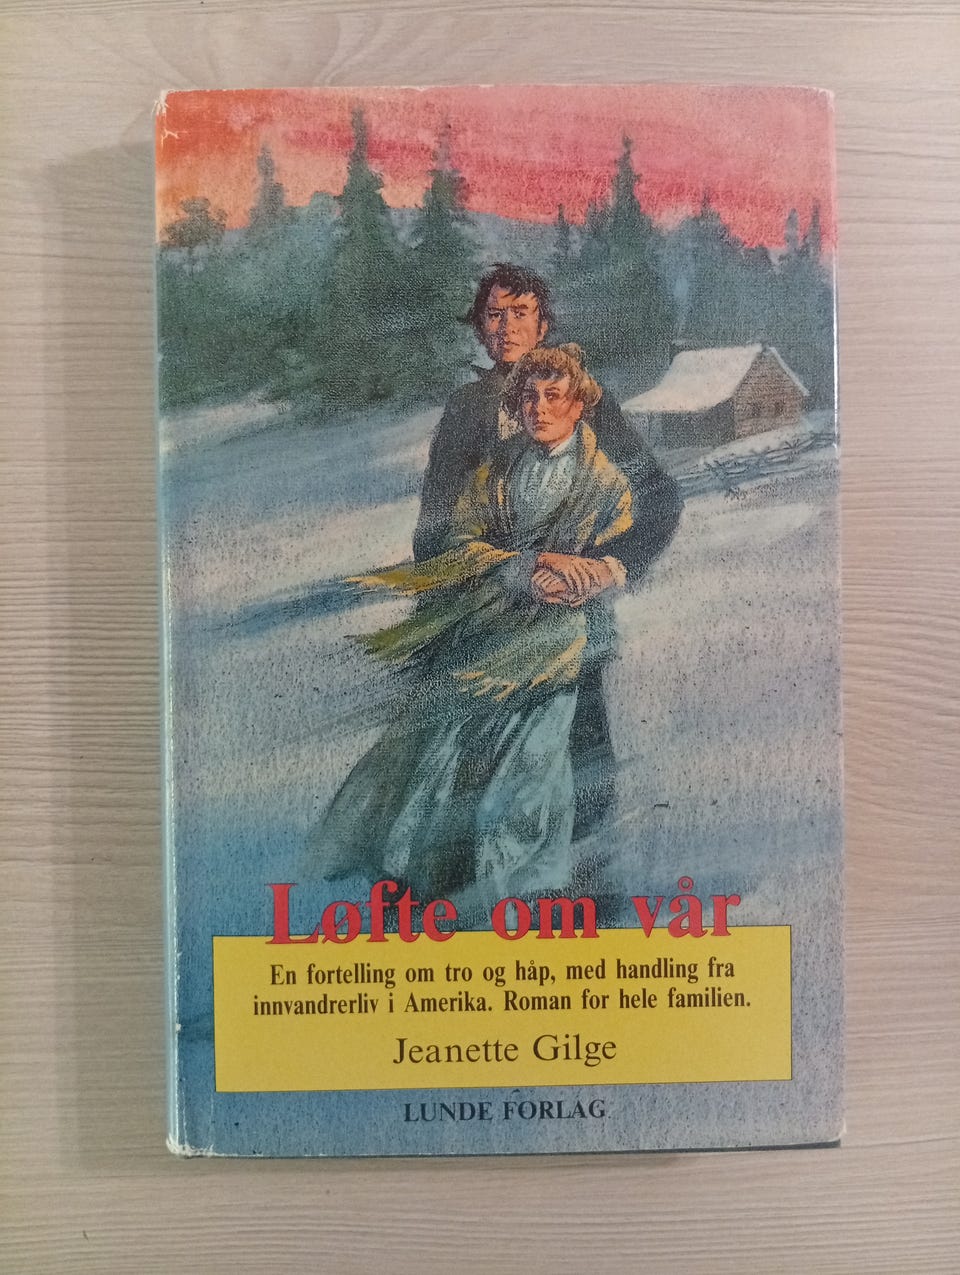 Løfte om vår
En fortelling om tro og håp, med handling fra
innvandrerliv i Amerika. Roman for hele familien.
Jeanette Gilge
LUNDE FORLAG